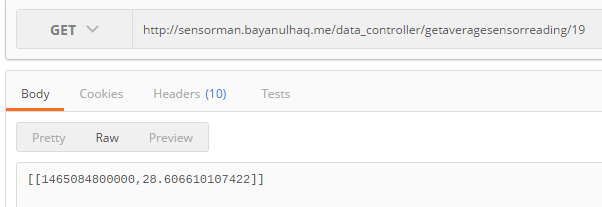 GET http://sensorman.bayanulhaq.me/data_controller/getaveragesensorreading/19
Body Cookies Headers (10) Tests
Pretty Raw Preview
[[1465084800000,28.606610107422]]